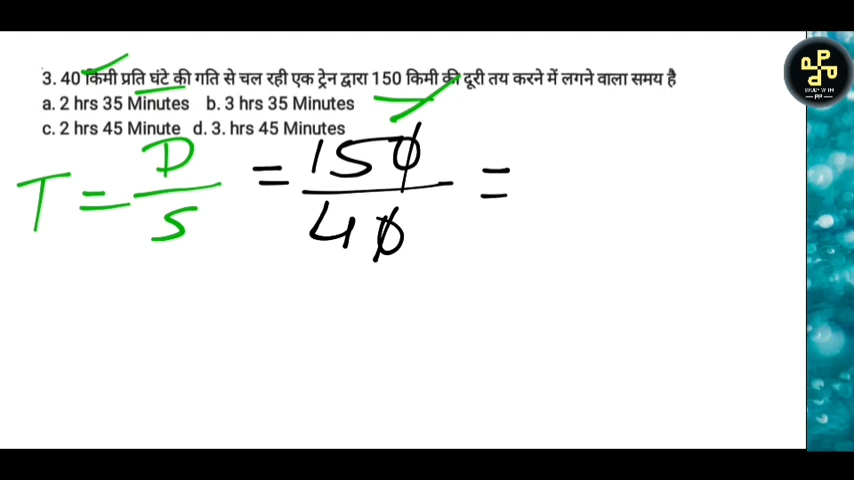 3. 40 किमी प्रति घंटे की गति से चल रही एक ट्रेन द्वारा 150 किमी की दूरी तय करने में लगने वाला समय है
a. 2 hrs 35 Minutes b. 3 hrs 35 Minutes
c. 2 hrs 45 Minute d. 3. hrs 45 Minutes
T = D/S = 150/40 =